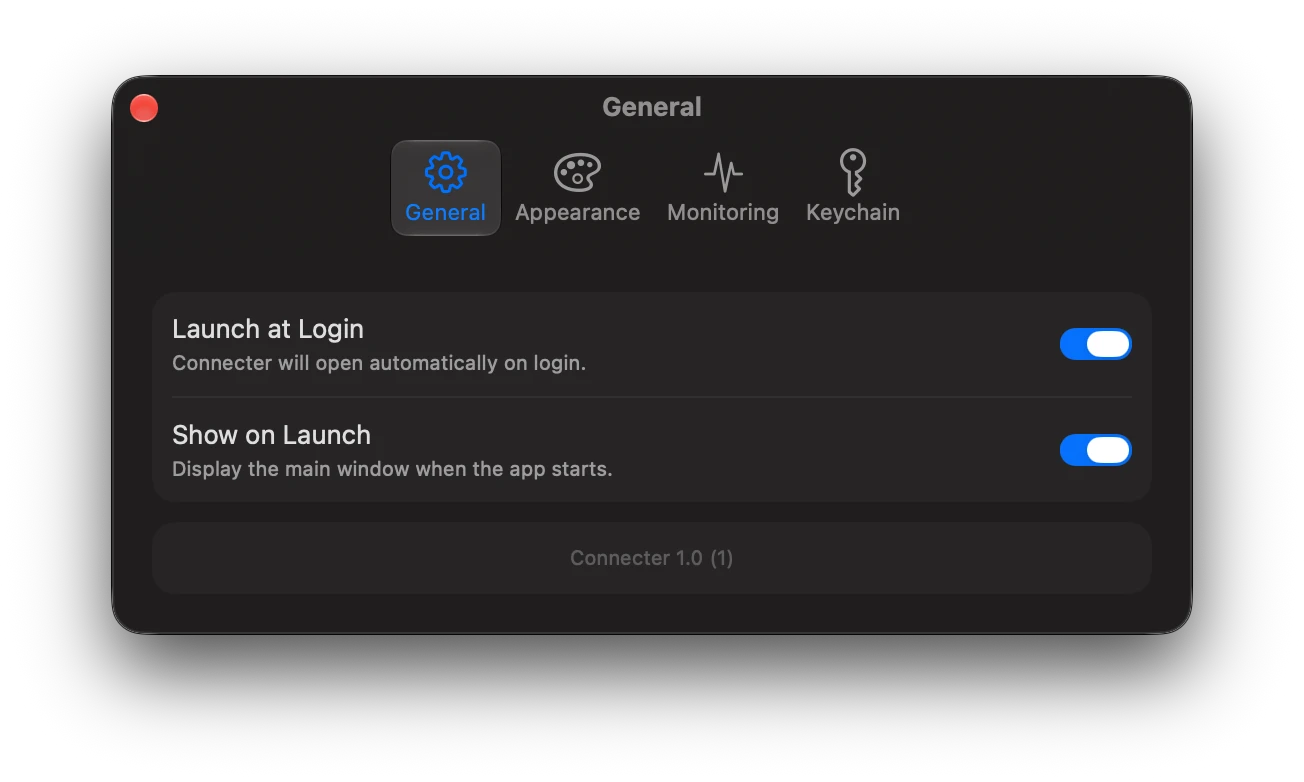 General
General
Appearance
Monitoring
Keychain
Launch at Login
Connecter will open automatically on login.
Show on Launch
Display the main window when the app starts.
Connecter 1.0 (1)